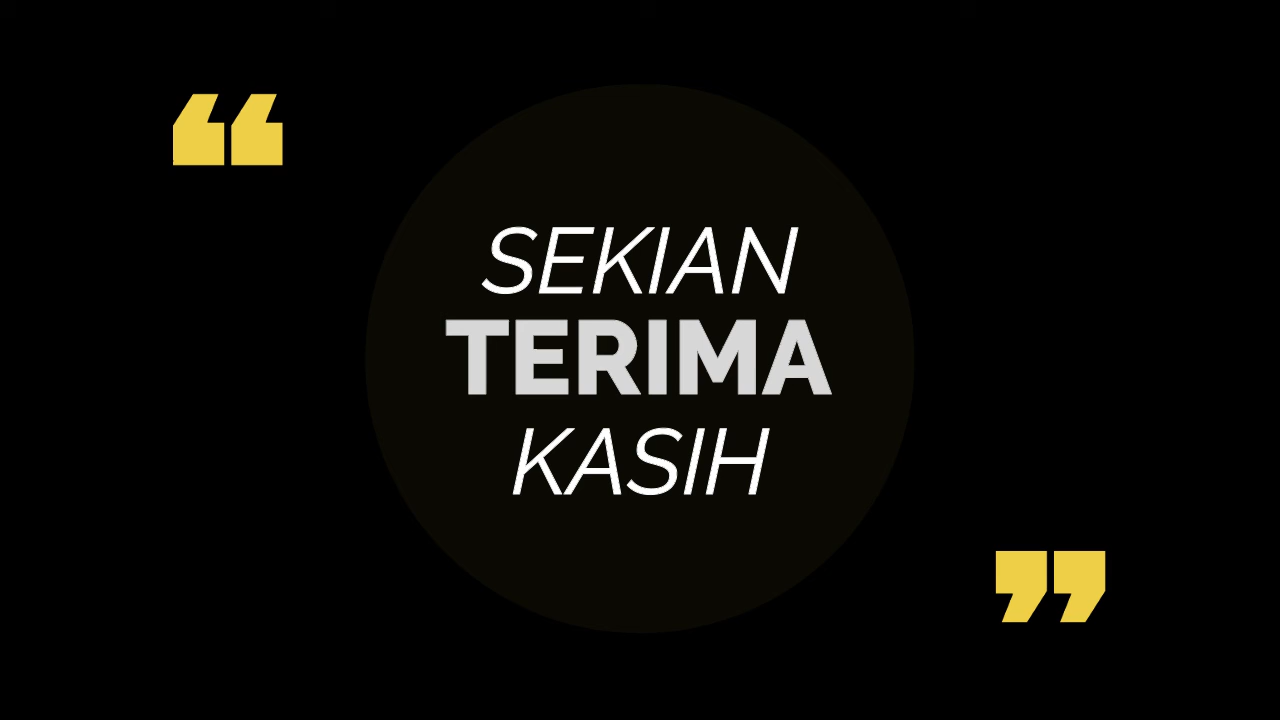 “
SEKIAN
TERIMA
KASIH
”